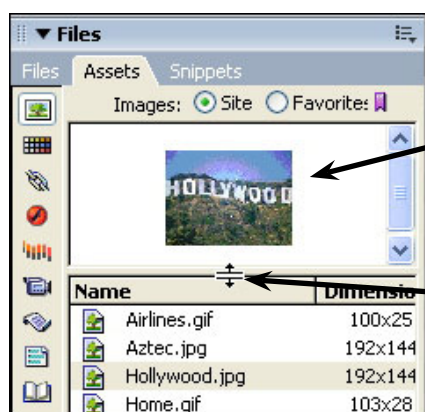 Files
Files Assets Snippets
Images: Site Favorites
HOLLYWOOD
Name Dimensio
Airlines.gif 100x25
Aztec.jpg 192x144
Hollywood.jpg 192x144
Home.gif 103x28